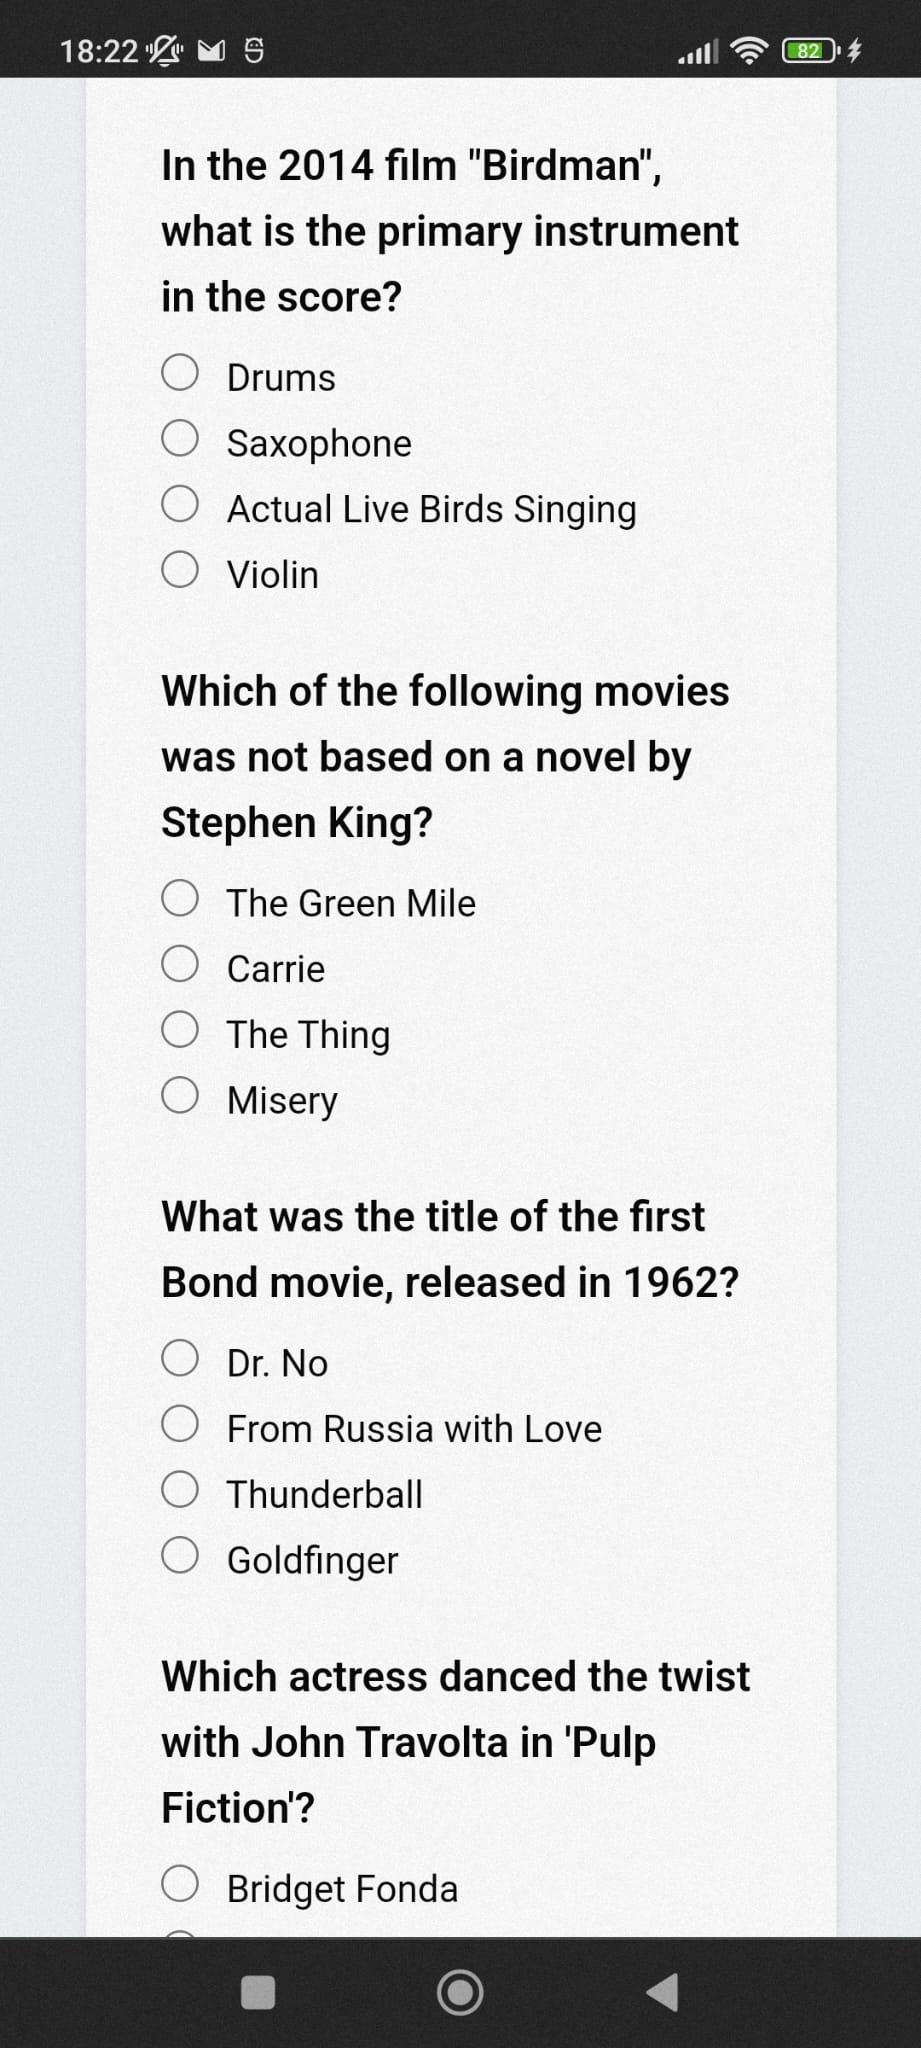 18:22
82
In the 2014 film "Birdman",
what is the primary instrument
in the score?
Drums
Saxophone
Actual Live Birds Singing
Violin
Which of the following movies
was not based on a novel by
Stephen King?
The Green Mile
Carrie
The Thing
Misery
What was the title of the first
Bond movie, released in 1962?
Dr. No
From Russia with Love
Thunderball
Goldfinger
Which actress danced the twist
with John Travolta in 'Pulp
Fiction'?
Bridget Fonda